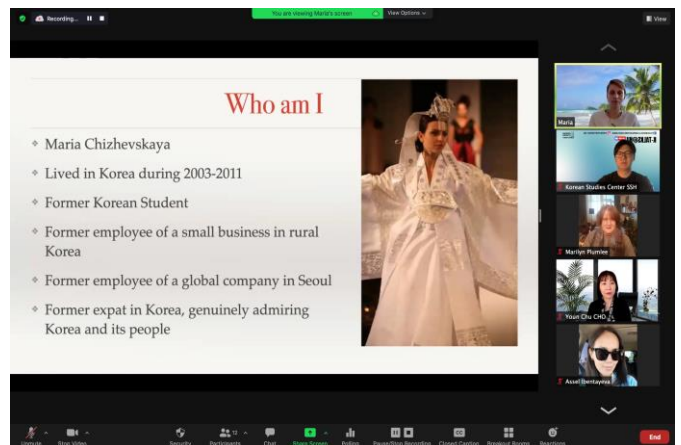 Recording...
You are viewing Maria's screen
View Options
View
Who am I
Maria Chizhevskaya
Lived in Korea during 2003-2011
Former Korean Student
Former employee of a small business in rural
Korea
Former employee of a global company in Seoul
Former expat in Korea, genuinely admiring
Korea and its people
Maria
Korean Studies Center SSH
Marilyn Plumlee
Youn Chu CHO
Assel Ibentayeva
Unmute
Stop Video
Security
Participants
12
Chat
Share Screen
Polling
Pause/Stop Recording
Closed Caption
Breakout Rooms
Reactions
End